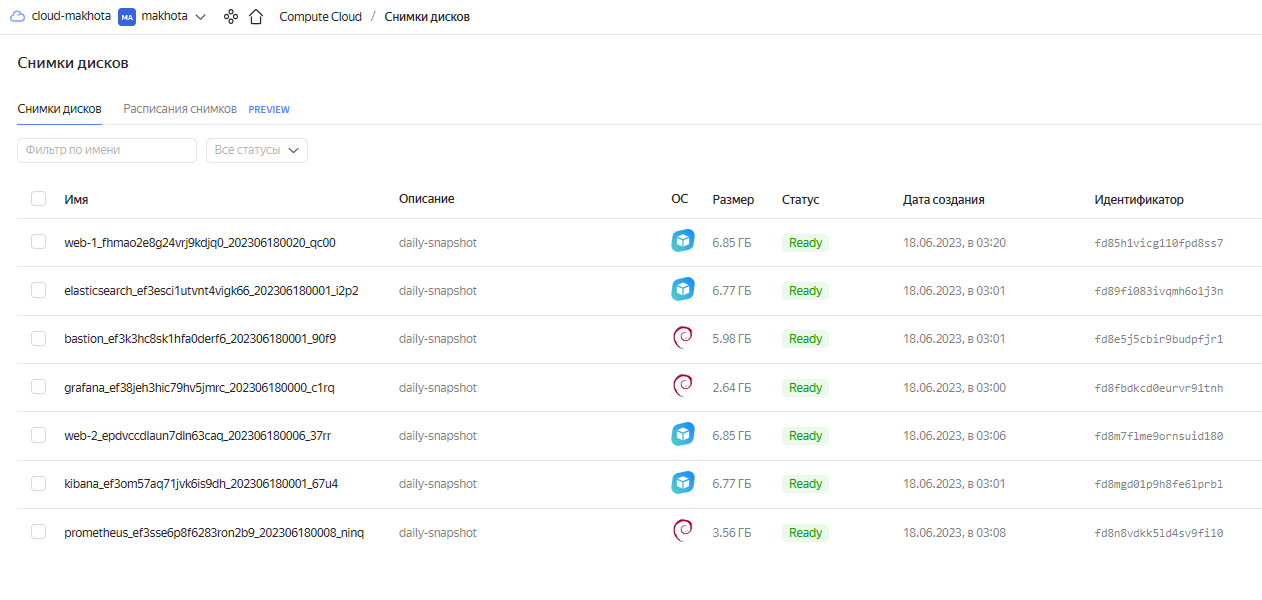 cloud-makhota MA makhota Compute Cloud / Снимки дисков
Снимки дисков
Снимки дисков Расписания снимков PREVIEW
Фильтр по имени Все статусы
Имя Описание ОС Размер Статус Дата создания Идентификатор
web-1_fhmao2e8g24vrj9kdjq0_202306180020_qc00 daily-snapshot 6.85 ГБ Ready 18.06.2023, в 03:20 fd85h1vicg110fpd8ss7
elasticsearch_ef3esci1utvnt4vigk66_202306180001_i2p2 daily-snapshot 6.77 ГБ Ready 18.06.2023, в 03:01 fd89fi083ivqmh6o1j3n
bastion_ef3k3hc8sk1hfa0derf6_202306180001_90f9 daily-snapshot 5.98 ГБ Ready 18.06.2023, в 03:01 fd8e5j5cbir9budpfjr1
grafana_ef38jeh3hic79hv5jmrc_202306180000_c1rq daily-snapshot 2.64 ГБ Ready 18.06.2023, в 03:00 fd8fbdkcd0eurvr91tnh
web-2_epdvccdlaun7dln63caq_202306180006_37rr daily-snapshot 6.85 ГБ Ready 18.06.2023, в 03:06 fd8m7flme9ornsuid180
kibana_ef3om57aq71jvk6is9dh_202306180001_67u4 daily-snapshot 6.77 ГБ Ready 18.06.2023, в 03:01 fd8mgd01p9h8fe6lprbl
prometheus_ef3sse6p8f6283ron2b9_202306180008_ninq daily-snapshot 3.56 ГБ Ready 18.06.2023, в 03:08 fd8n8vdkk5ld4sv9fi10